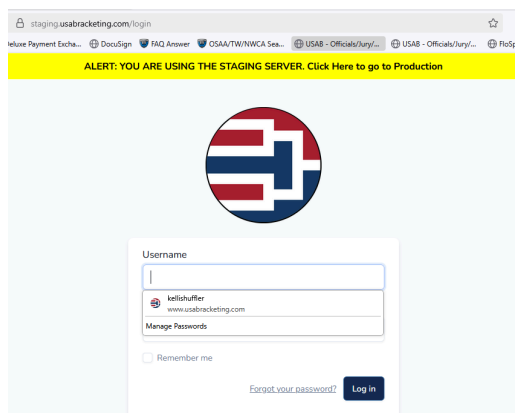 staging.usabracketing.com/login
Deluxe Payment Excha... DocuSign FAQ Answer OSAA/TW/NWCA Sea... USAB - Officials/Jury/... USAB - Officials/Jury/... FloSp
ALERT: YOU ARE USING THE STAGING SERVER. Click Here to go to Production
Username
kellishuffler
www.usabracketing.com
Manage Passwords
Remember me
Forgot your password? Log in